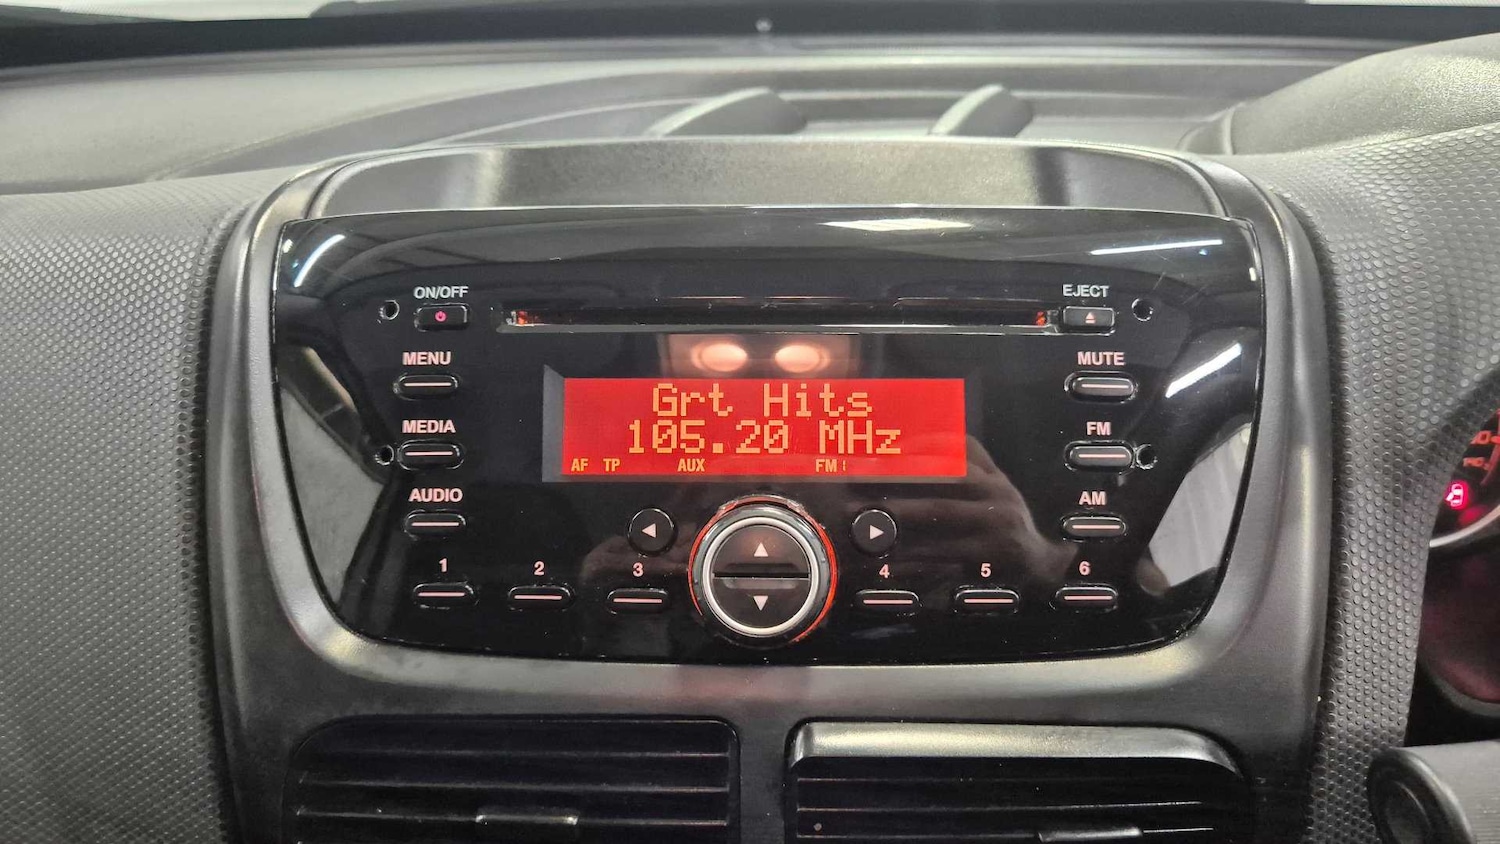 ON/OFF
EJECT
MENU
MUTE
Grt Hits
MEDIA
105.20 MHz
FM
AF TP AUX FM
AUDIO
AM
1 2 3 4 5 6